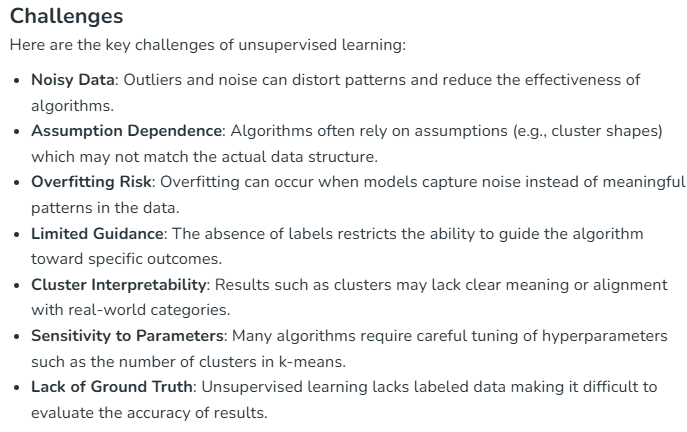 Challenges
Here are the key challenges of unsupervised learning:
• Noisy Data: Outliers and noise can distort patterns and reduce the effectiveness of
algorithms.
• Assumption Dependence: Algorithms often rely on assumptions (e.g., cluster shapes)
which may not match the actual data structure.
• Overfitting Risk: Overfitting can occur when models capture noise instead of meaningful
patterns in the data.
• Limited Guidance: The absence of labels restricts the ability to guide the algorithm
toward specific outcomes.
• Cluster Interpretability: Results such as clusters may lack clear meaning or alignment
with real-world categories.
• Sensitivity to Parameters: Many algorithms require careful tuning of hyperparameters
such as the number of clusters in k-means.
• Lack of Ground Truth: Unsupervised learning lacks labeled data making it difficult to
evaluate the accuracy of results.